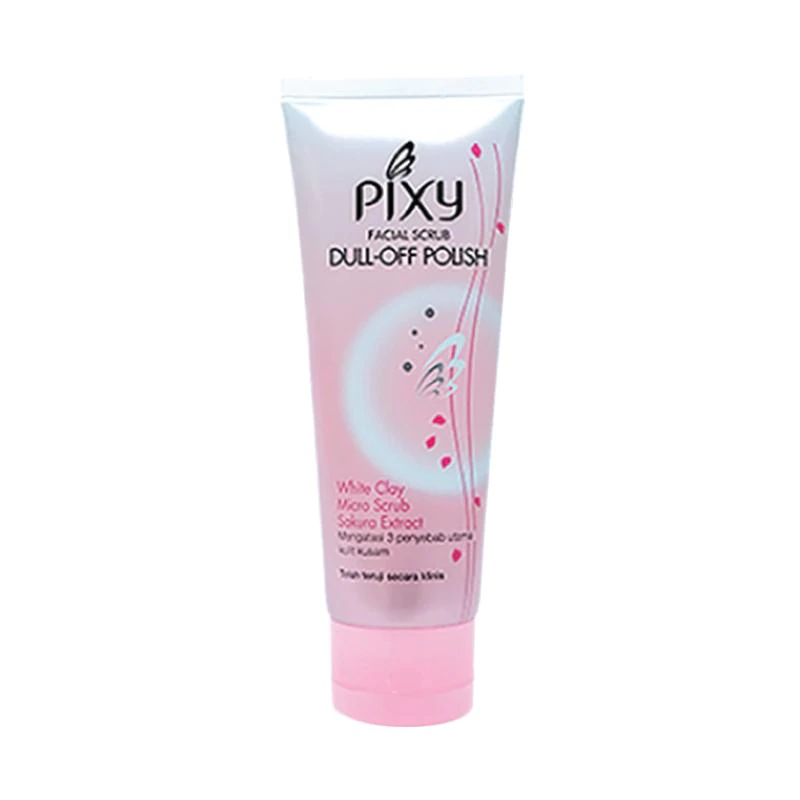 PIXY
FACIAL SCRUB
DULL-OFF POLISH
White Clay
Micro Scrub
Sakura Extract
Mengatasi 3 penyebab utama
kulit kusam
Telah teruji secara klinis